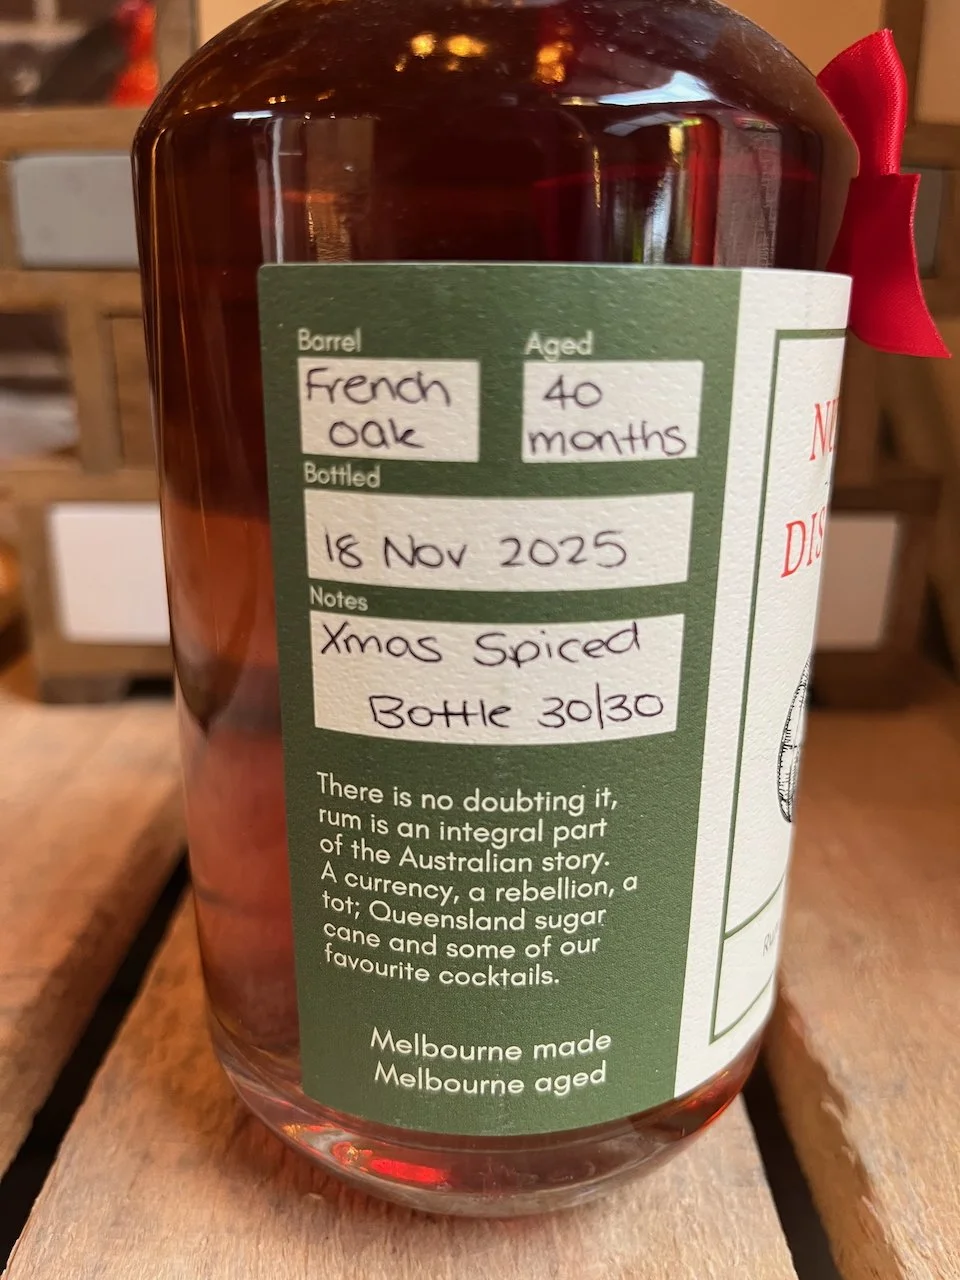 Barrel
French
oak
Aged
40
months
Bottled
18 Nov 2025
Notes
Xmas Spiced
Bottle 30/30
There is no doubting it,
rum is an integral part
of the Australian story.
A currency, a rebellion, a
tot; Queensland sugar
cane and some of our
favourite cocktails.
Melbourne made
Melbourne aged